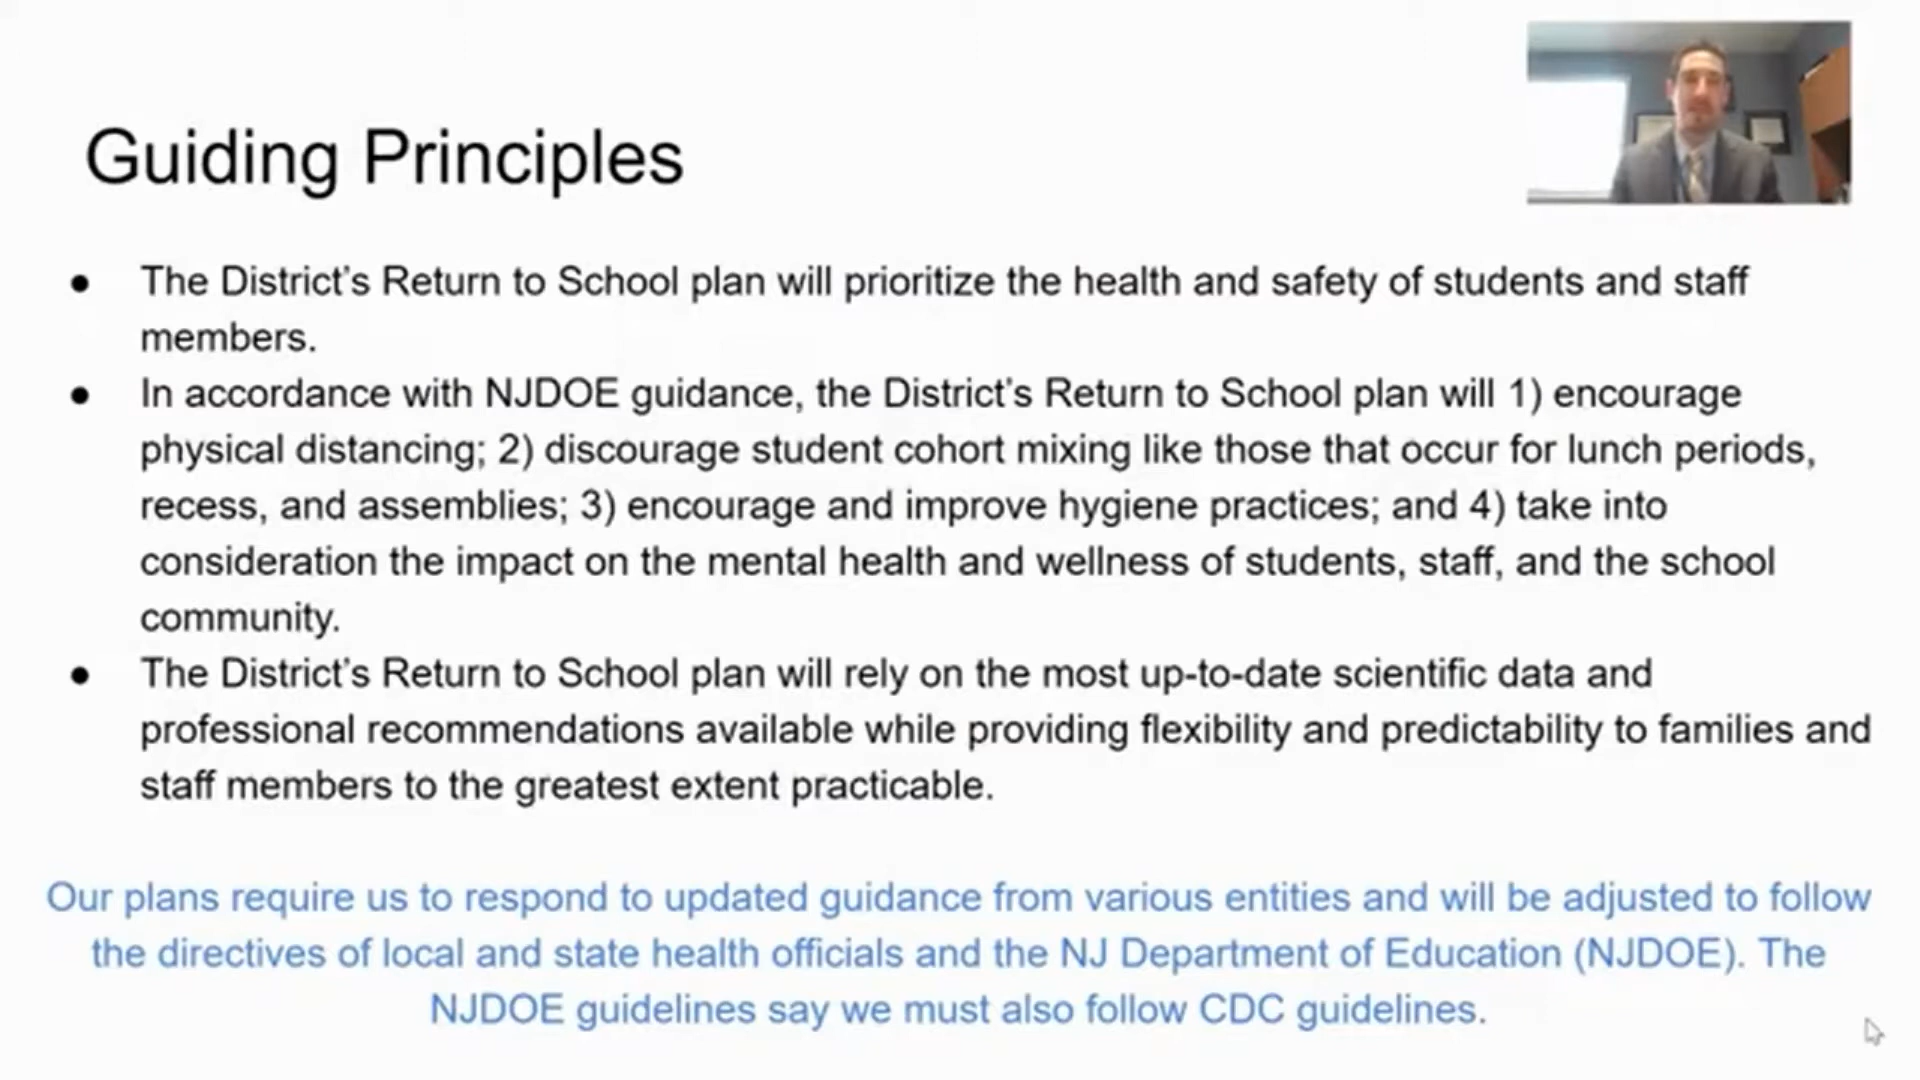 Guiding Principles
● The District's Return to School plan will prioritize the health and safety of students and staff
members.
● In accordance with NJDOE guidance, the District's Return to School plan will 1) encourage
physical distancing; 2) discourage student cohort mixing like those that occur for lunch periods,
recess, and assemblies; 3) encourage and improve hygiene practices; and 4) take into
consideration the impact on the mental health and wellness of students, staff, and the school
community.
● The District's Return to School plan will rely on the most up-to-date scientific data and
professional recommendations available while providing flexibility and predictability to families and
staff members to the greatest extent practicable.
Our plans require us to respond to updated guidance from various entities and will be adjusted to follow
the directives of local and state health officials and the NJ Department of Education (NJDOE). The
NJDOE guidelines say we must also follow CDC guidelines.